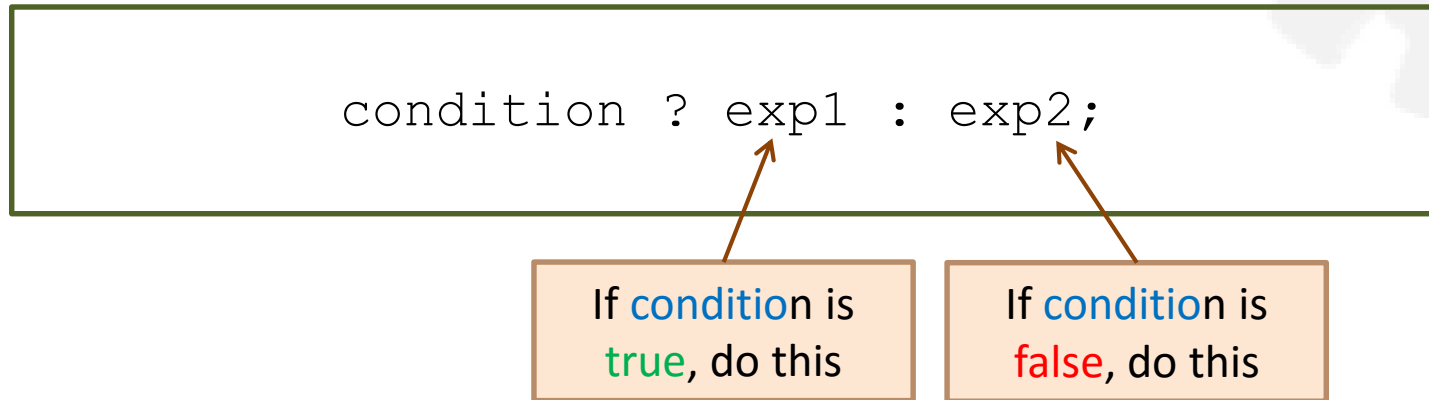 condition ? exp1 : exp2;
If condition is
true, do this
If condition is
false, do this